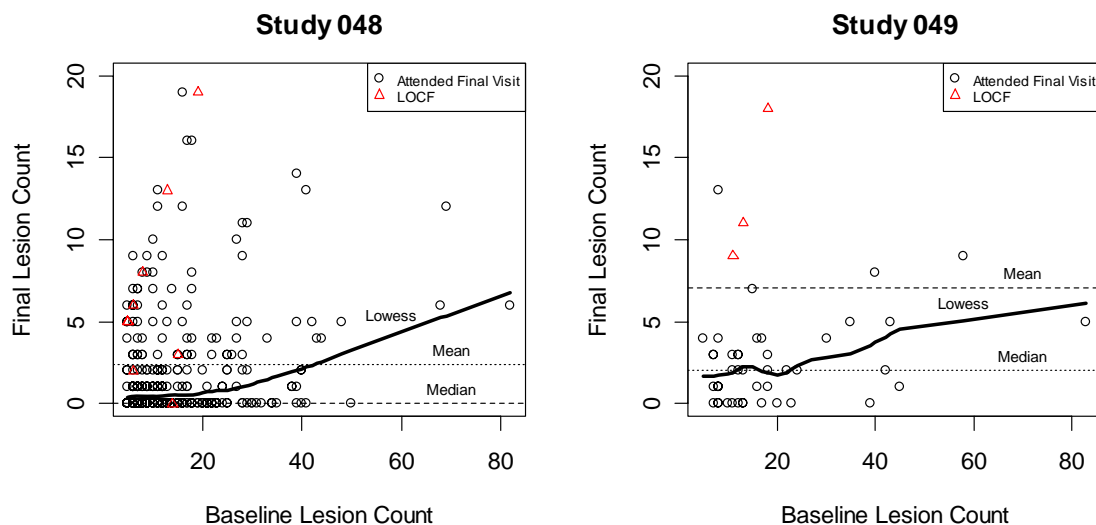 Study 048
20
15
10
5
0
Final Lesion Count
Attended Final Visit
LOCF
Lowess
Mean
Median
20
40
60
80
Baseline Lesion Count
Study 049
20
15
10
5
0
Final Lesion Count
Attended Final Visit
LOCF
Mean
Lowess
Median
20
40
60
80
Baseline Lesion Count